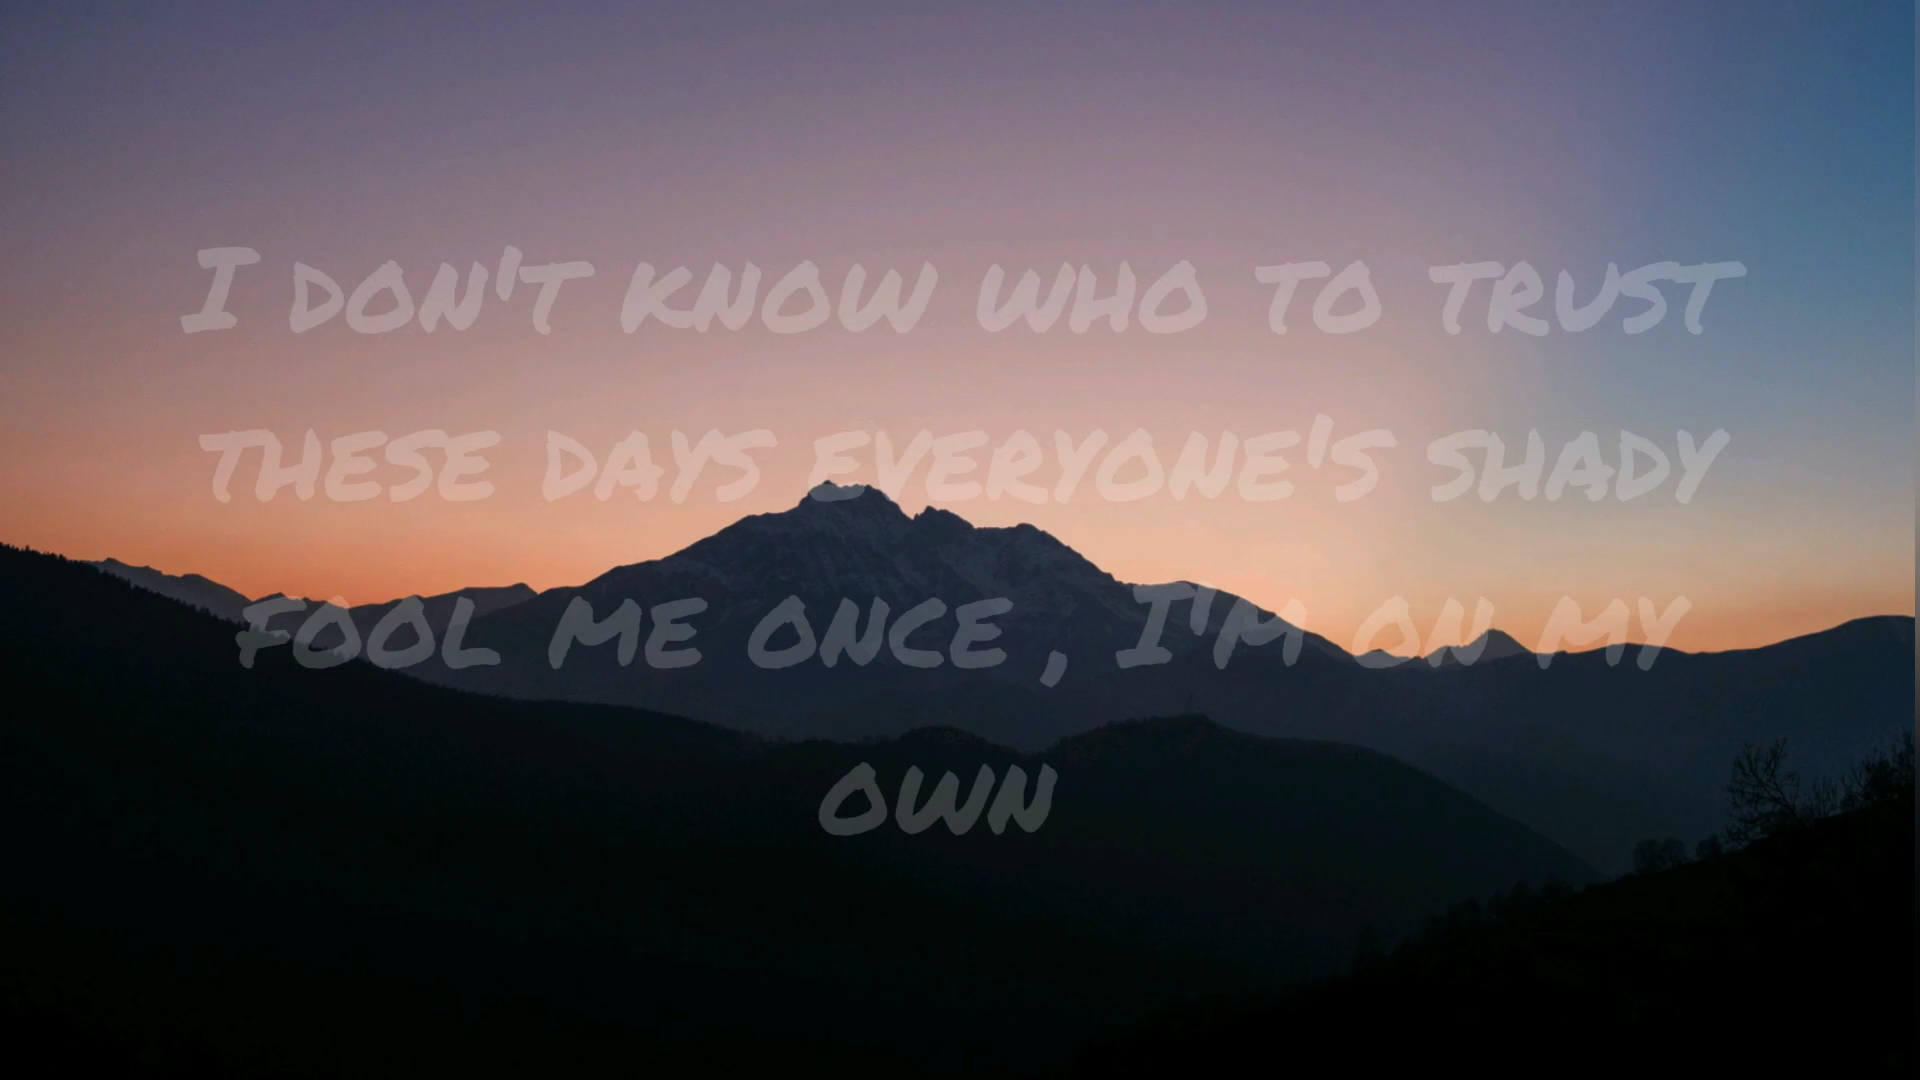 I DON'T KNOW WHO TO TRUST
THESE DAYS EVERYONE'S SHADY
FOOL ME ONCE , I'M ON MY
OWN